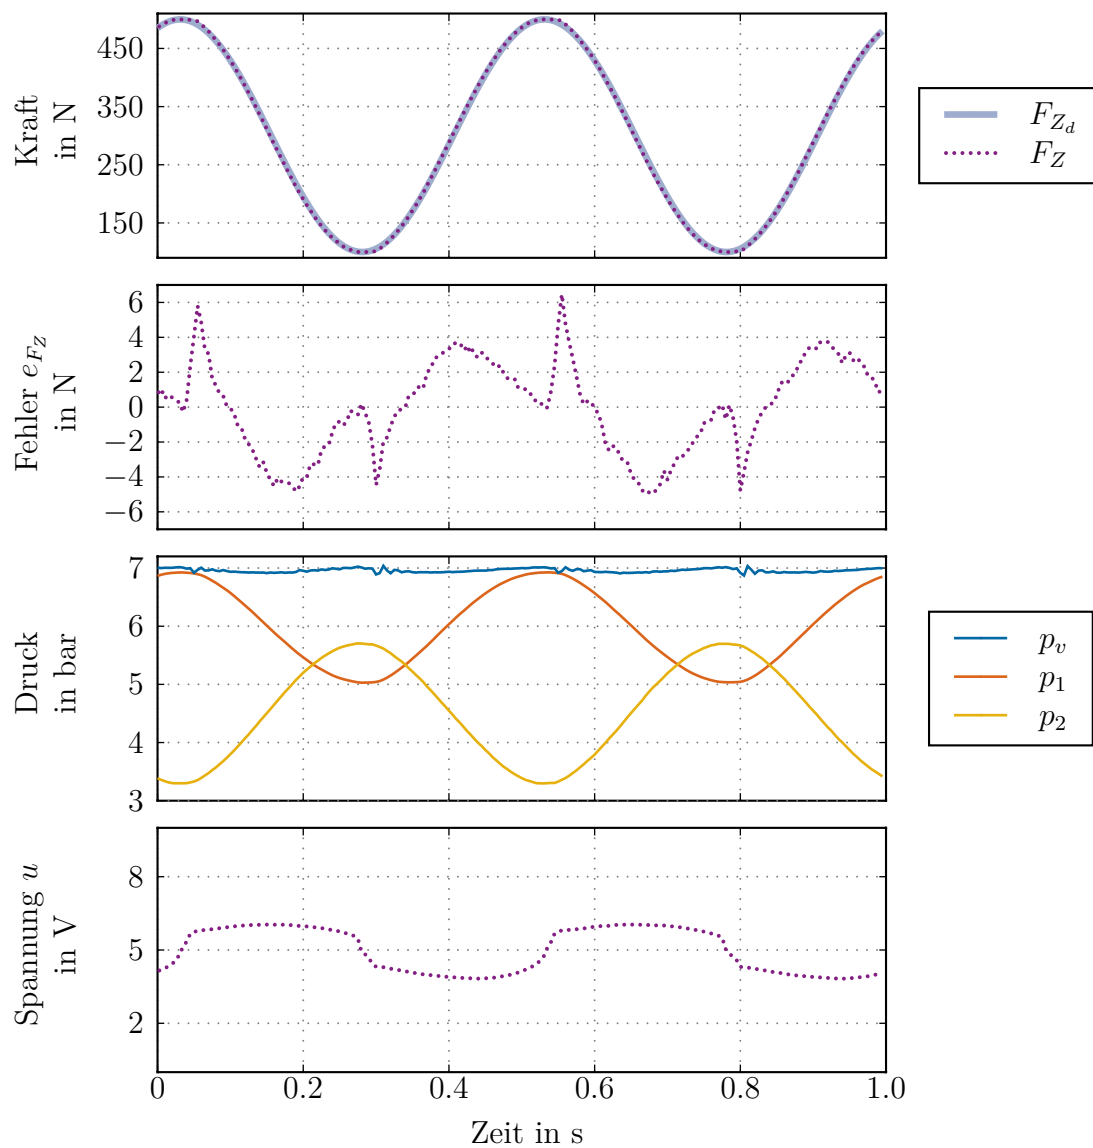 Kraft
in N
450
350
250
150
F_{Z_d}
F_Z
Fehler e_{F_Z}
in N
6
4
2
0
−2
−4
−6
Druck
in bar
7
6
5
4
3
p_v
p_1
p_2
Spannung u
in V
8
5
2
0 0.2 0.4 0.6 0.8 1.0
Zeit in s